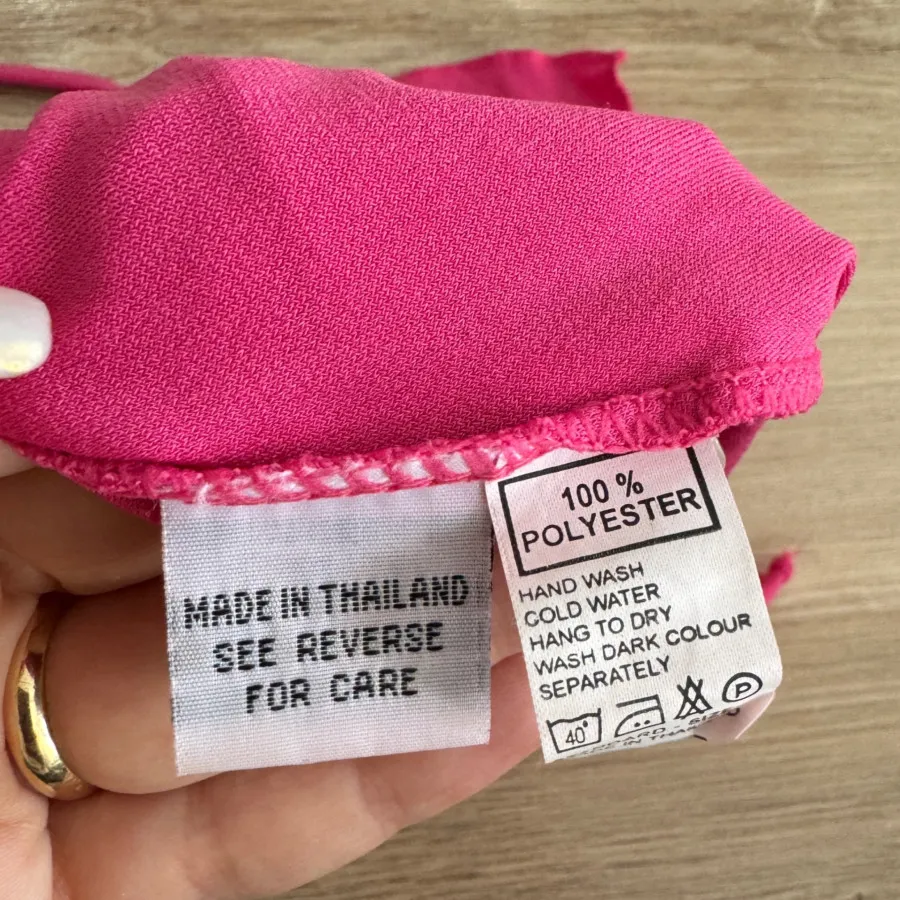 MADE IN THAILAND
SEE REVERSE
FOR CARE
100 %
POLYESTER
HAND WASH
COLD WATER
HANG TO DRY
WASH DARK COLOUR
SEPARATELY
40° P